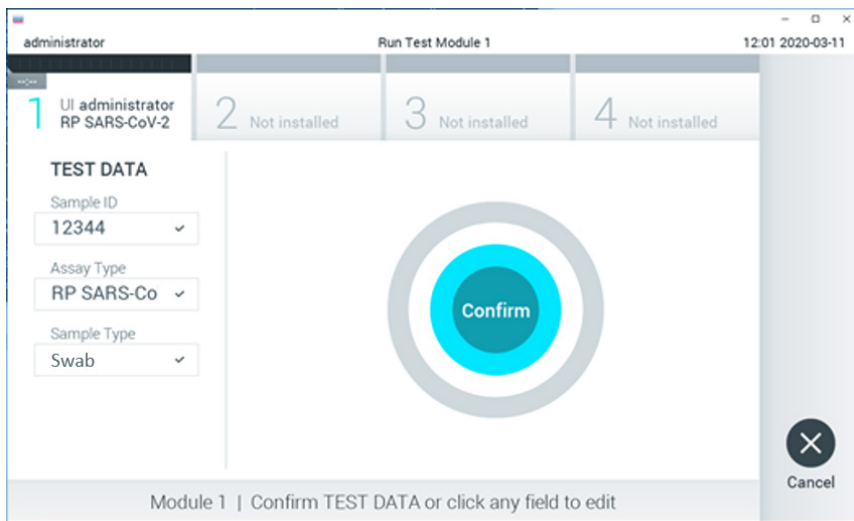 administrator Run Test Module 1 12:01 2020-03-11
--:--
1 UI administrator
RP SARS-CoV-2
2 Not installed
3 Not installed
4 Not installed
TEST DATA
Sample ID
12344
Assay Type
RP SARS-Co
Sample Type
Swab
Confirm
Cancel
Module 1 | Confirm TEST DATA or click any field to edit